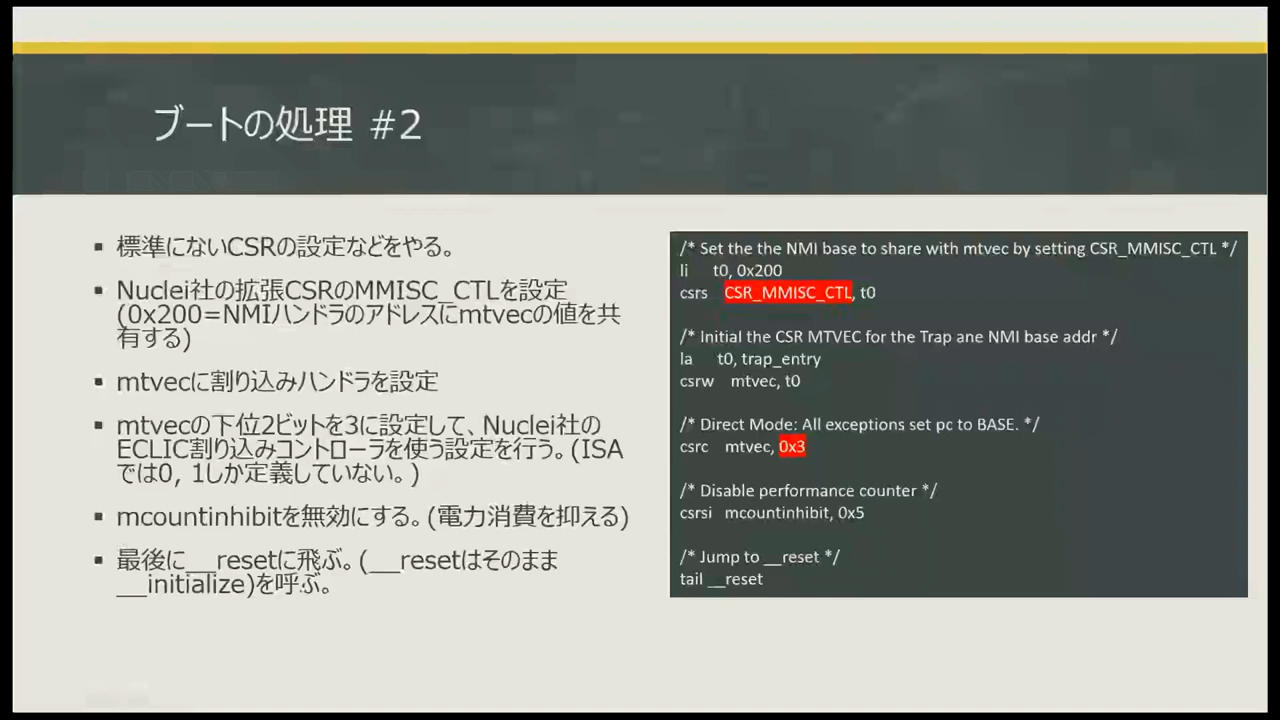 ブートの処理 #2
▪ 標準にないCSRの設定などをやる。
▪ Nuclei社の拡張CSRのMMISC_CTLを設定
(0x200=NMIハンドラのアドレスにmtvecの値を共
有する)
▪ mtvecに割り込みハンドラを設定
▪ mtvecの下位2ビットを3に設定して、Nuclei社の
ECLIC割り込みコントローラを使う設定を行う。(ISA
では0, 1しか定義していない。)
▪ mcountinhibitを無効にする。(電力消費を抑える)
▪ 最後に__resetに飛ぶ。(__resetはそのまま
__initialize)を呼ぶ。
/* Set the the NMI base to share with mtvec by setting CSR_MMISC_CTL */
li t0, 0x200
csrs CSR_MMISC_CTL, t0
/* Initial the CSR MTVEC for the Trap ane NMI base addr */
la t0, trap_entry
csrw mtvec, t0
/* Direct Mode: All exceptions set pc to BASE. */
csrc mtvec, 0x3
/* Disable performance counter */
csrsi mcountinhibit, 0x5
/* Jump to __reset */
tail __reset